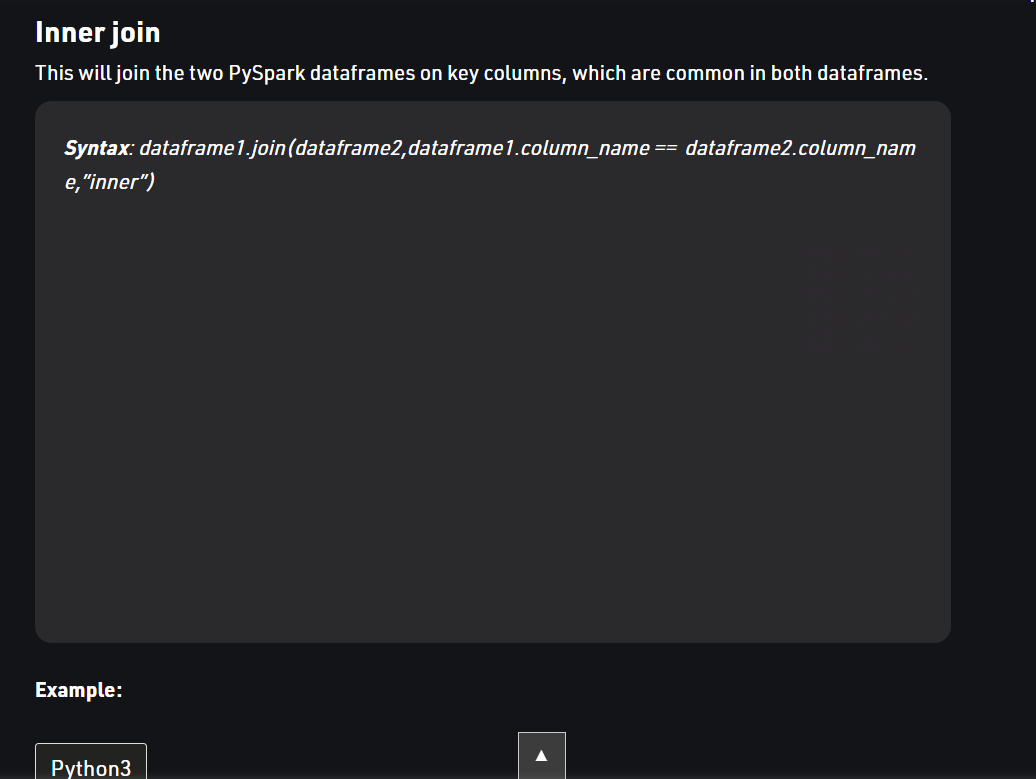 Inner join
This will join the two PySpark dataframes on key columns, which are common in both dataframes.
Syntax: dataframe1.join(dataframe2,dataframe1.column_name == dataframe2.column_nam
e,”inner”)
Example:
Python3
▲